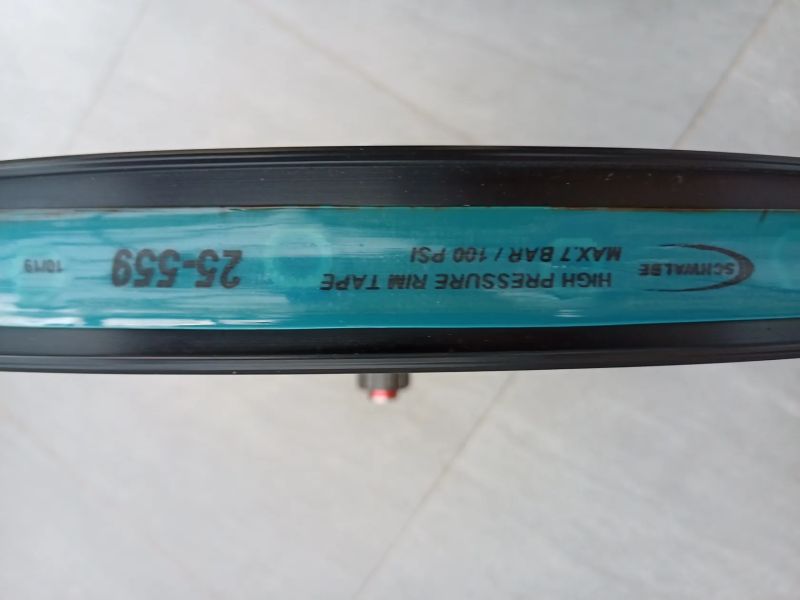 SCHWALBE
HIGH PRESSURE RIM TAPE
MAX.7 BAR / 100 PSI
25-559
10/19